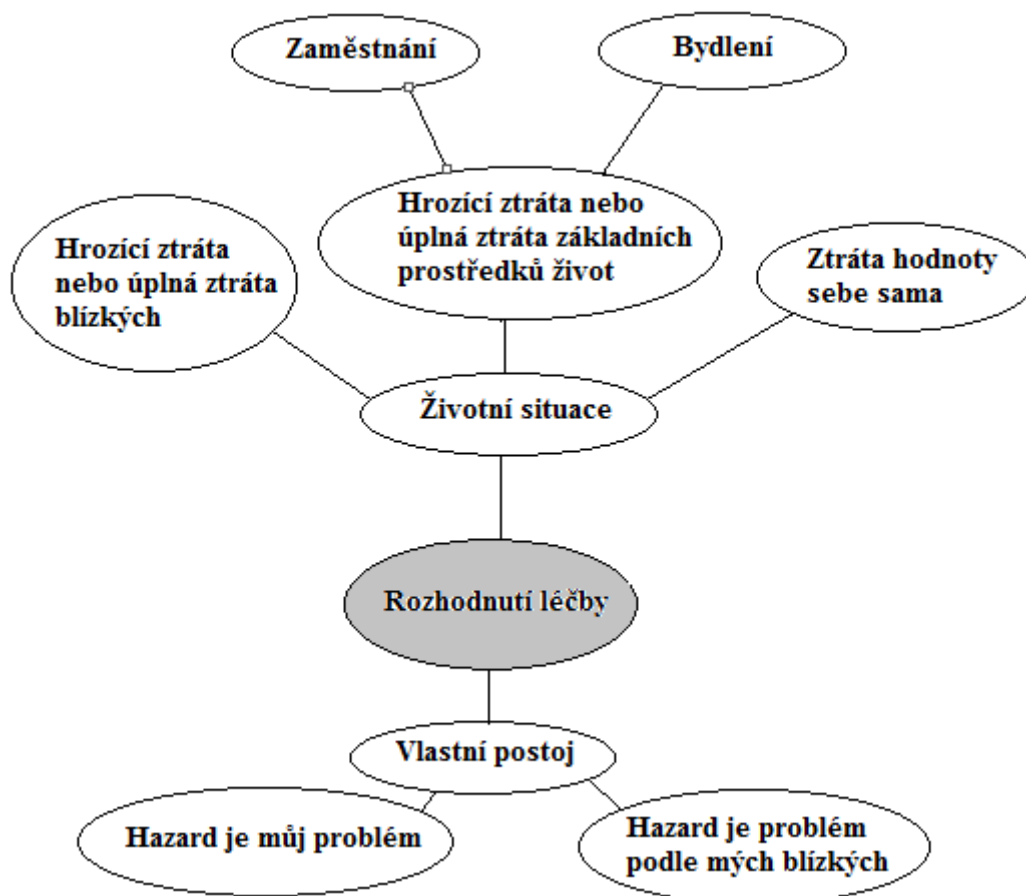 Zaměstnání
Bydlení
Hrozící ztráta nebo
úplná ztráta základních
prostředků život
Hrozící ztráta
nebo úplná ztráta
blízkých
Ztráta hodnoty
sebe sama
Životní situace
Rozhodnutí léčby
Vlastní postoj
Hazard je můj problém
Hazard je problém
podle mých blízkých